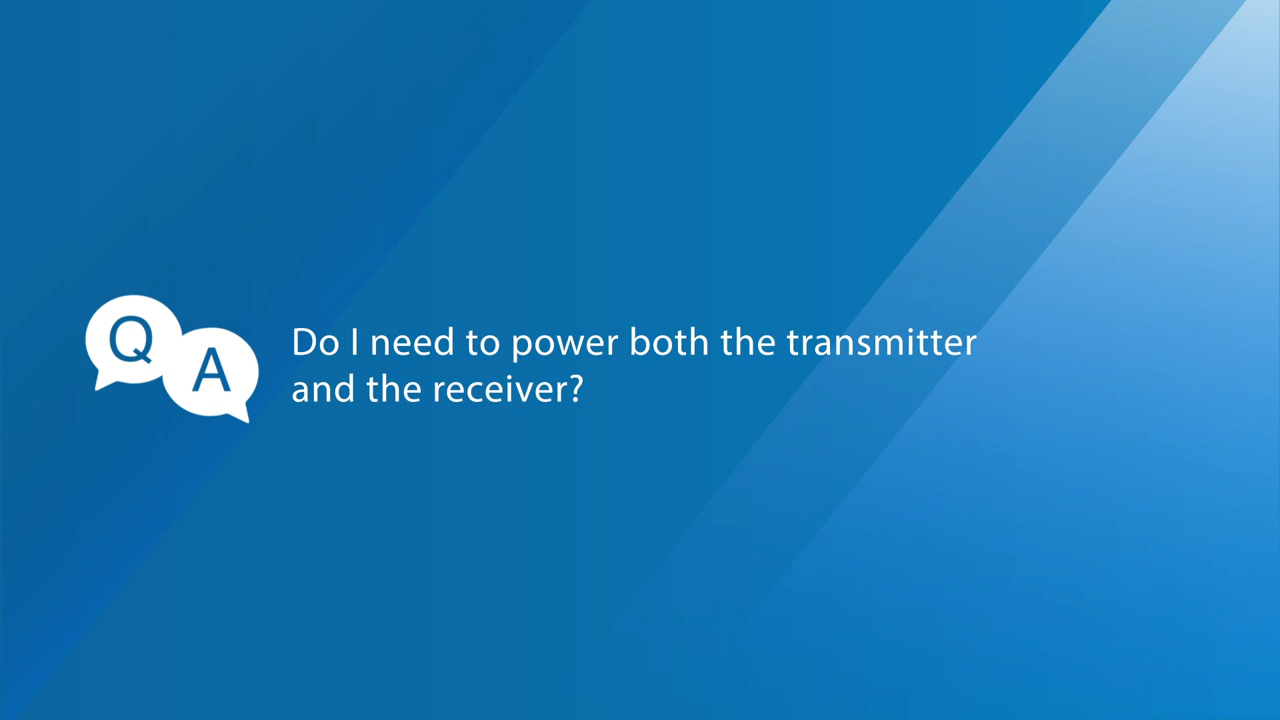 Q
A
Do I need to power both the transmitter
and the receiver?